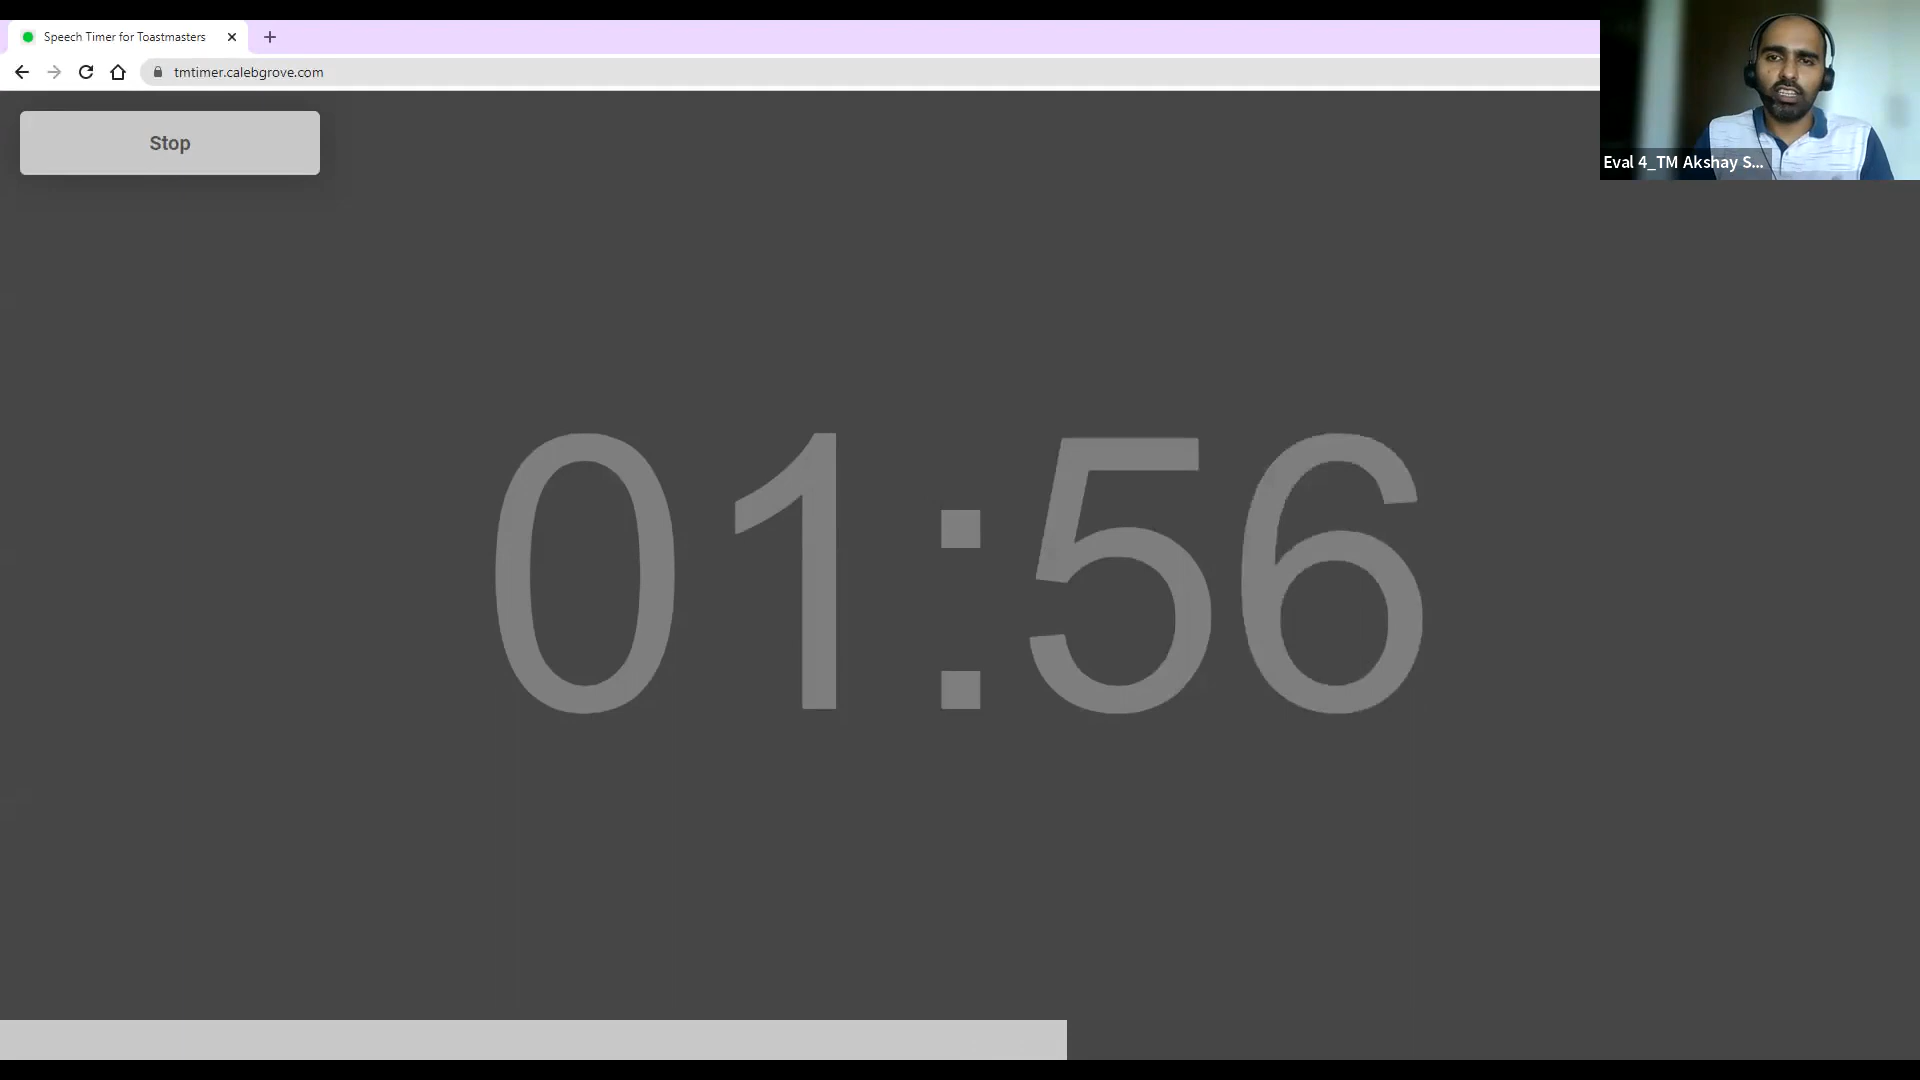 Speech Timer for Toastmasters
tmtimer.calebgrove.com
Stop
Eval 4_TM Akshay S...
01:56